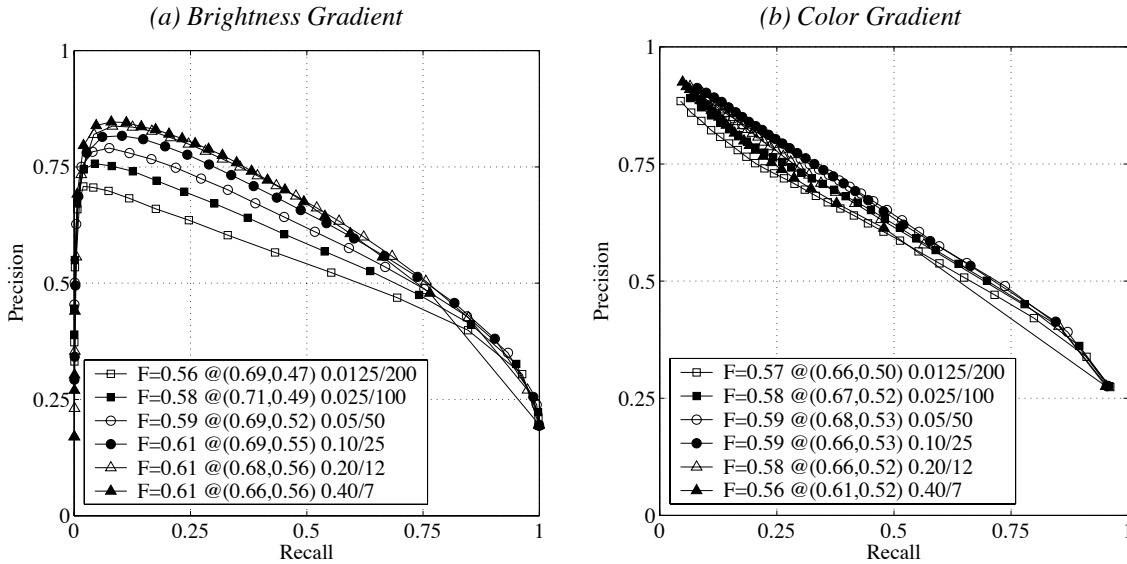 (a) Brightness Gradient
1
0.75
0.5
0.25
0
0
0.25
0.5
0.75
1
Precision
Recall
F=0.56 @(0.69,0.47) 0.0125/200
F=0.58 @(0.71,0.49) 0.025/100
F=0.59 @(0.69,0.52) 0.05/50
F=0.61 @(0.69,0.55) 0.10/25
F=0.61 @(0.68,0.56) 0.20/12
F=0.61 @(0.66,0.56) 0.40/7
(b) Color Gradient
1
0.75
0.5
0.25
0
0
0.25
0.5
0.75
1
Precision
Recall
F=0.57 @(0.66,0.50) 0.0125/200
F=0.58 @(0.67,0.52) 0.025/100
F=0.59 @(0.68,0.53) 0.05/50
F=0.59 @(0.66,0.53) 0.10/25
F=0.58 @(0.66,0.52) 0.20/12
F=0.56 @(0.61,0.52) 0.40/7